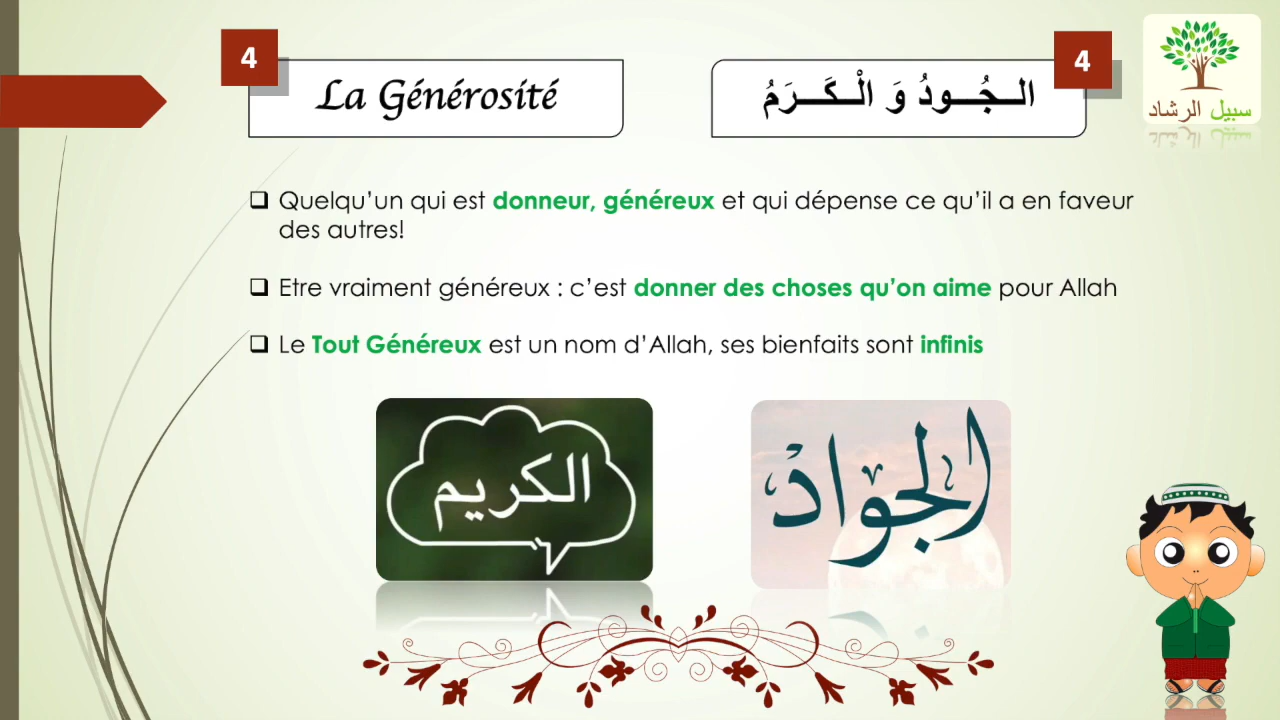 4
La Générosité
4
الـجُـودُ وَ الْـكَـرَمُ
سبيل الرشاد
❑ Quelqu’un qui est donneur, généreux et qui dépense ce qu’il a en faveur
des autres!
❑ Etre vraiment généreux : c’est donner des choses qu’on aime pour Allah
❑ Le Tout Généreux est un nom d’Allah, ses bienfaits sont infinis
الكريم
الجوادْ